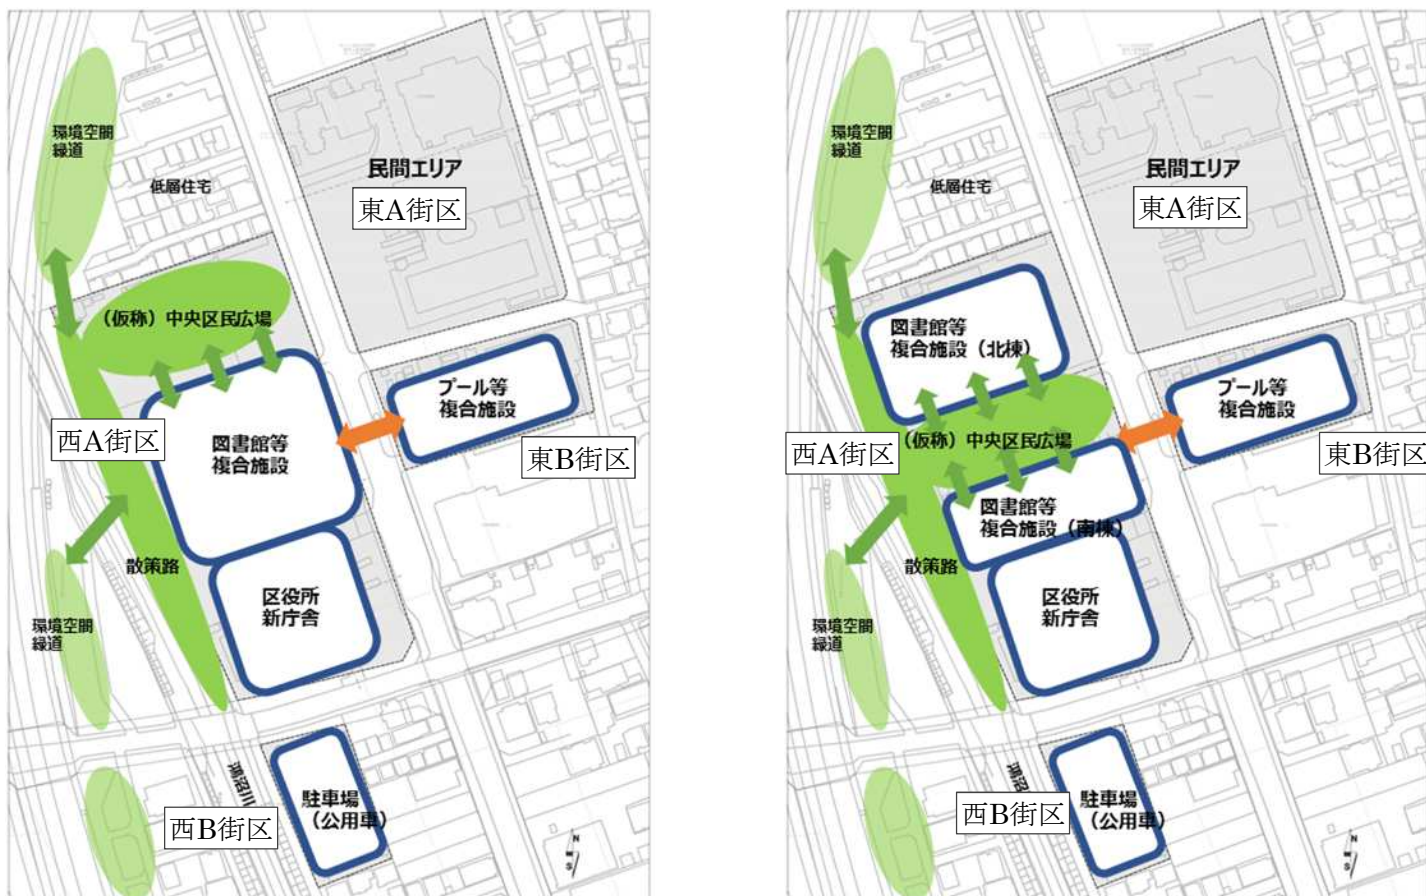 環境空間
緑道
低層住宅
民間エリア
東A街区
(仮称)中央区民広場
プール等
複合施設
西A街区
図書館等
複合施設
東B街区
散策路
区役所
新庁舎
環境空間
緑道
鴻沼川
駐車場
(公用車)
西B街区
N
S
環境空間
緑道
低層住宅
民間エリア
東A街区
図書館等
複合施設(北棟)
プール等
複合施設
西A街区
(仮称)中央区民広場
東B街区
図書館等
複合施設(南棟)
散策路
区役所
新庁舎
環境空間
緑道
鴻沼
駐車場
(公用車)
西B街区
N
S